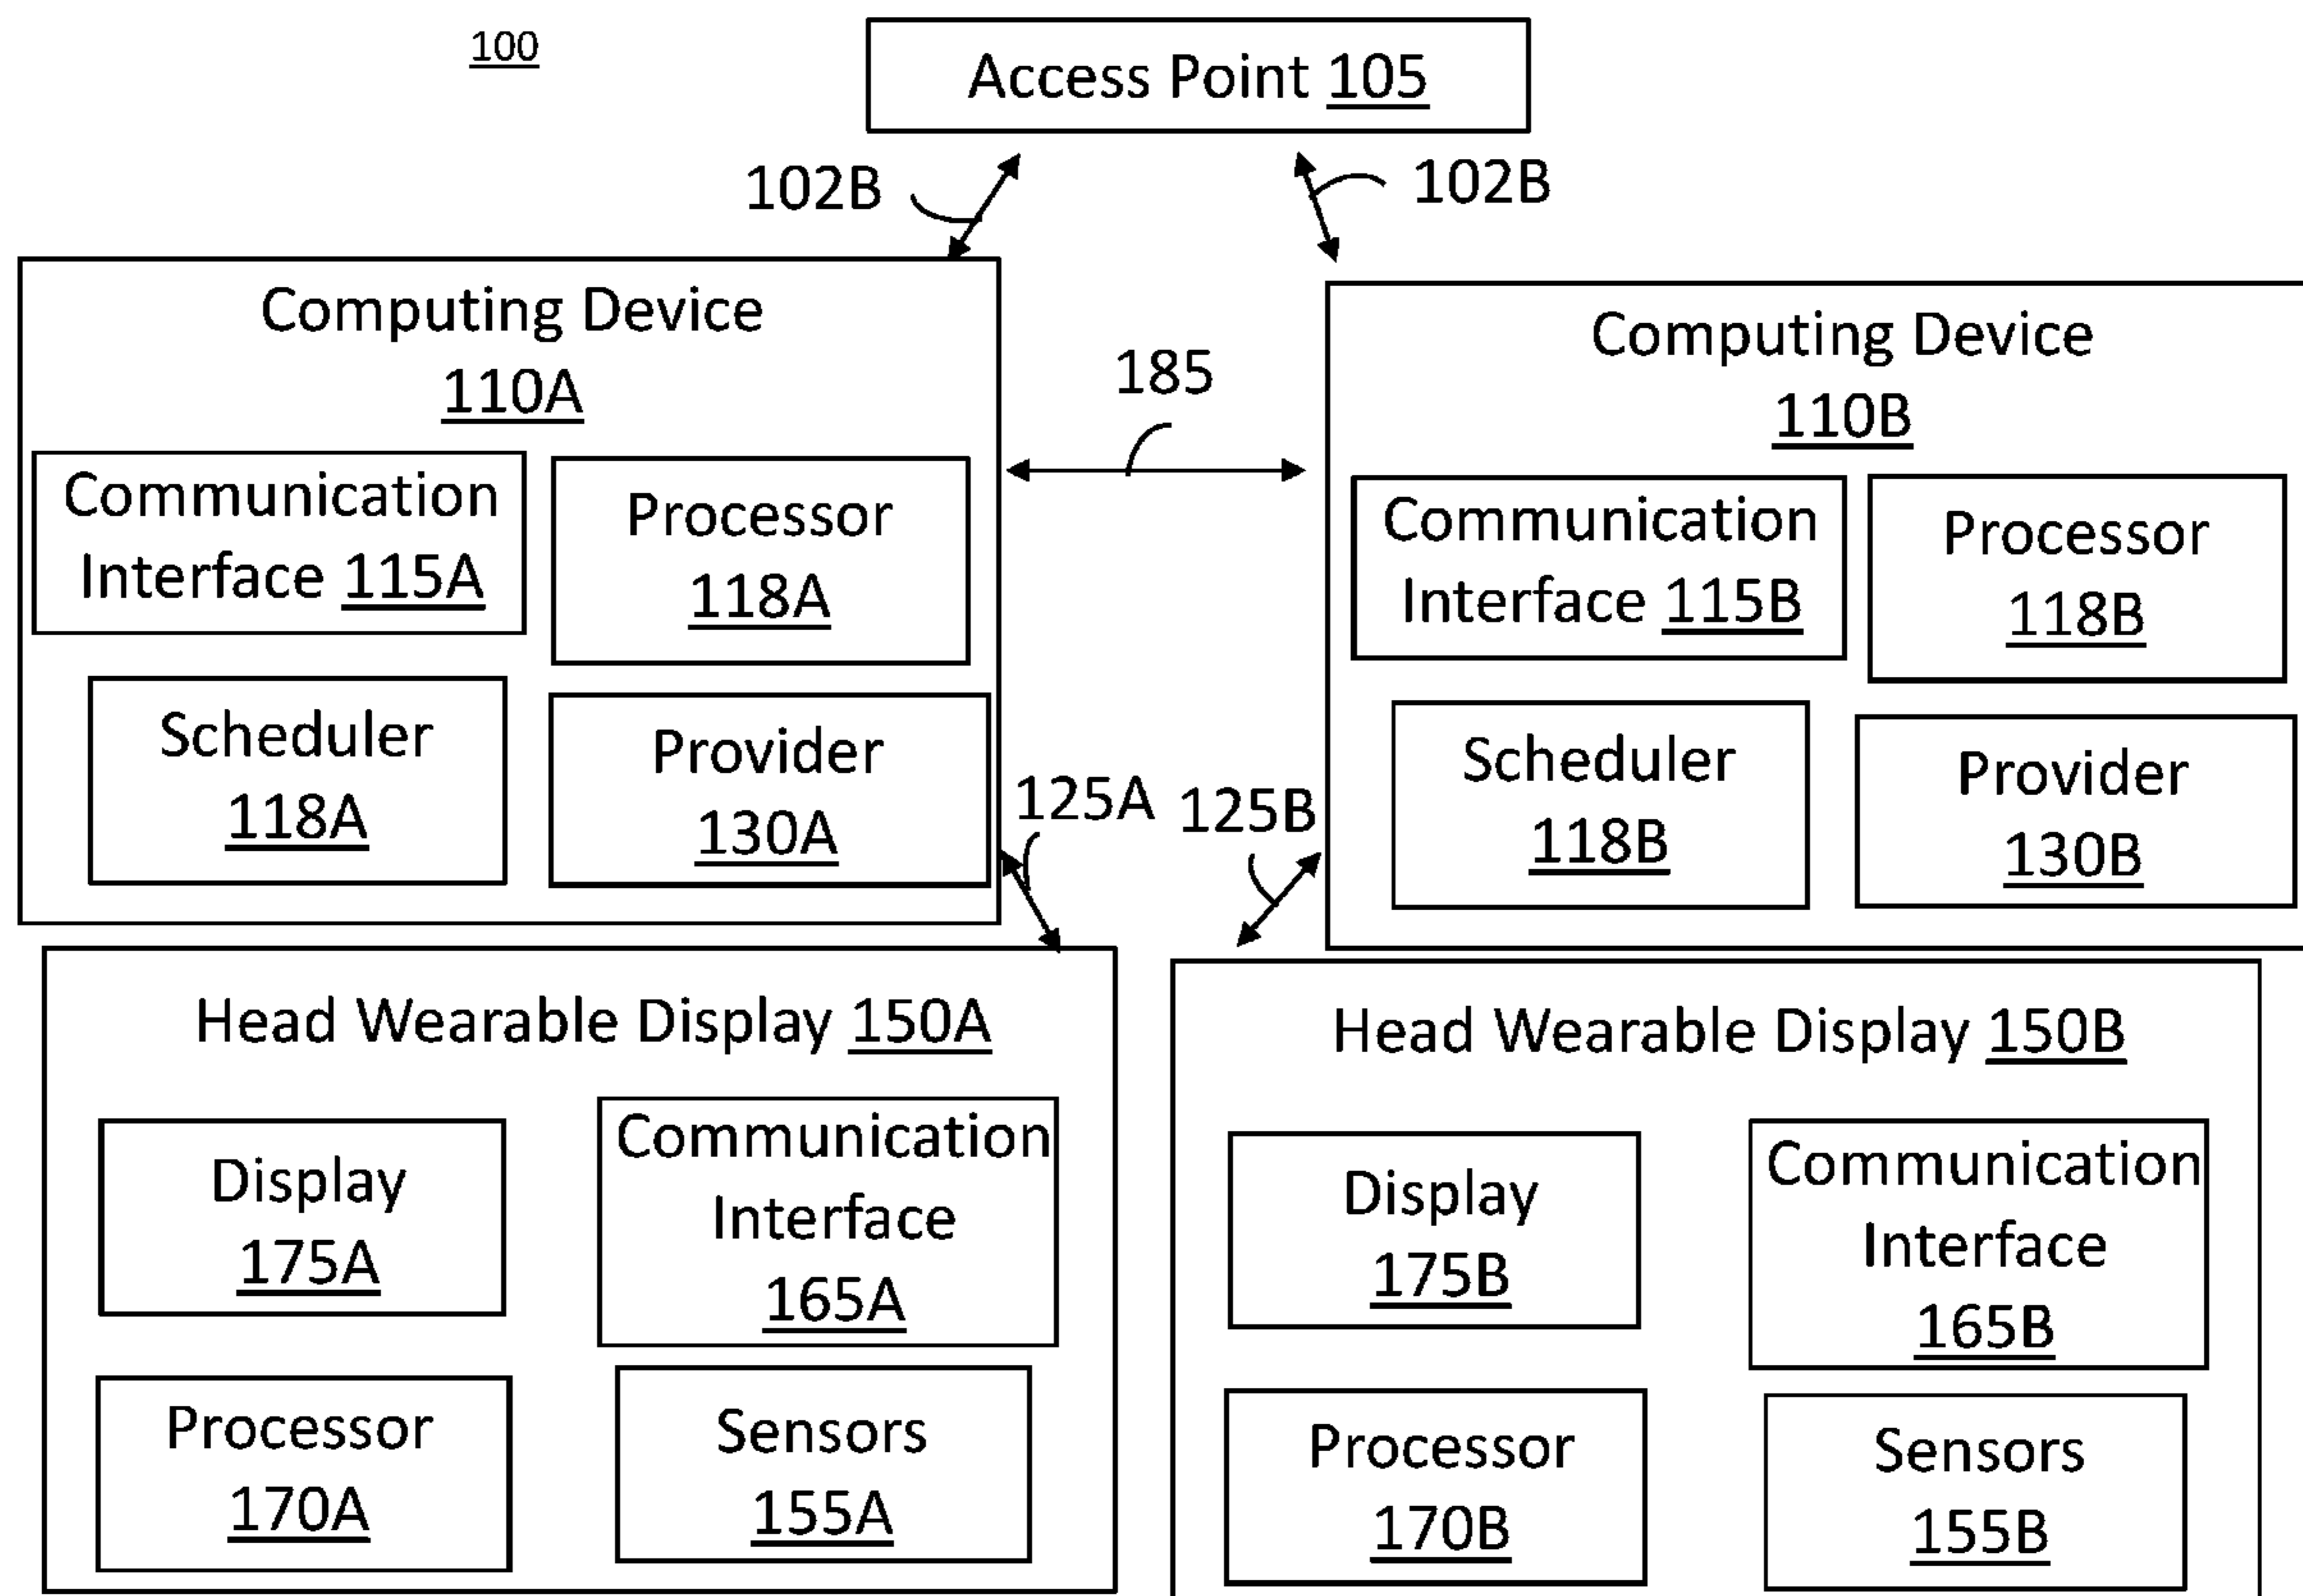 100
Access Point 105
102B
102B
Computing Device
110A
Communication
Interface 115A
Processor
118A
Scheduler
118A
Provider
130A
185
Computing Device
110B
Communication
Interface 115B
Processor
118B
Scheduler
118B
Provider
130B
125A
125B
Head Wearable Display 150A
Display
175A
Communication
Interface
165A
Processor
170A
Sensors
155A
Head Wearable Display 150B
Display
175B
Communication
Interface
165B
Processor
170B
Sensors
155B